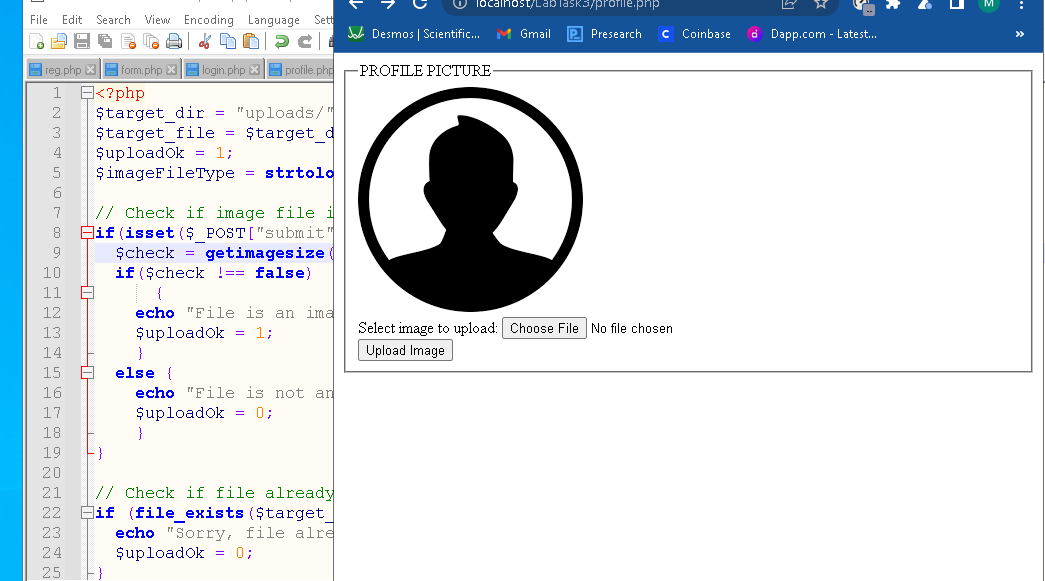 File Edit Search View Encoding Language Sett
reg.php form.php login.php profile.php
1 <?php
2 $target_dir = "uploads/"
3 $target_file = $target_d
4 $uploadOk = 1;
5 $imageFileType = strtolo
6
7 // Check if image file i
8 if(isset($_POST["submit"
9 $check = getimagesize(
10 if($check !== false)
11 {
12 echo "File is an ima
13 $uploadOk = 1;
14 }
15 else {
16 echo "File is not an
17 $uploadOk = 0;
18 }
19 }
20
21 // Check if file already
22 if (file_exists($target_
23 echo "Sorry, file alre
24 $uploadOk = 0;
25 }
localhost/LabTask3/profile.php
M
Desmos | Scientific... Gmail Presearch Coinbase Dapp.com - Latest... »
PROFILE PICTURE
Select image to upload: Choose File No file chosen
Upload Image